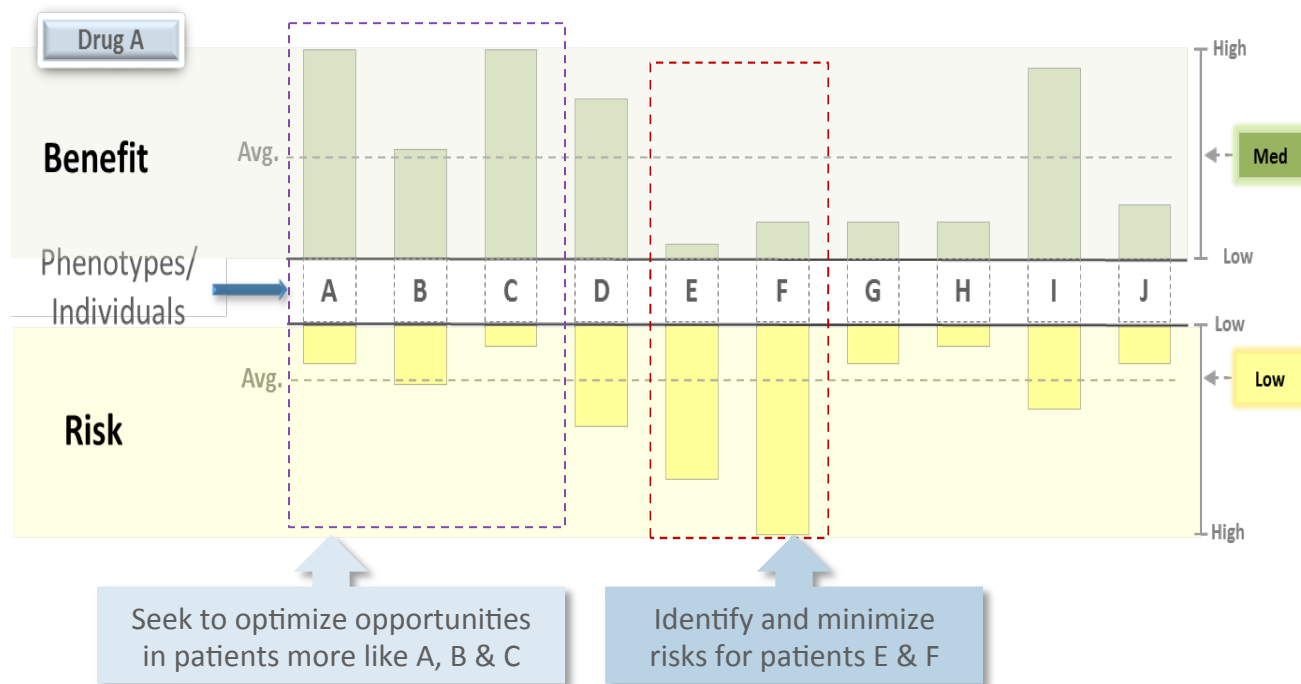 Drug A
High
Benefit
Avg.
Med
Low
Phenotypes/
Individuals
A B C D E F G H I J
Low
Avg.
Low
Risk
High
Seek to optimize opportunities
in patients more like A, B & C
Identify and minimize
risks for patients E & F